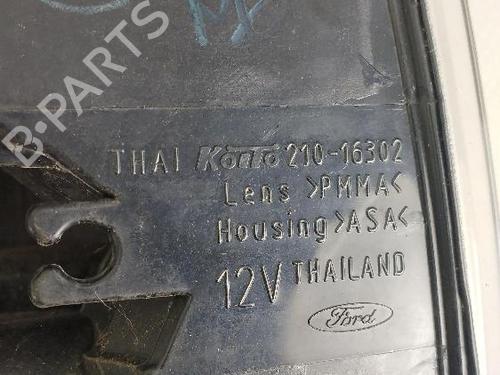 B-PARTS
THAI KOITO 210-16302
Lens >PMMA<
Housing >ASA<
12V THAILAND
Ford